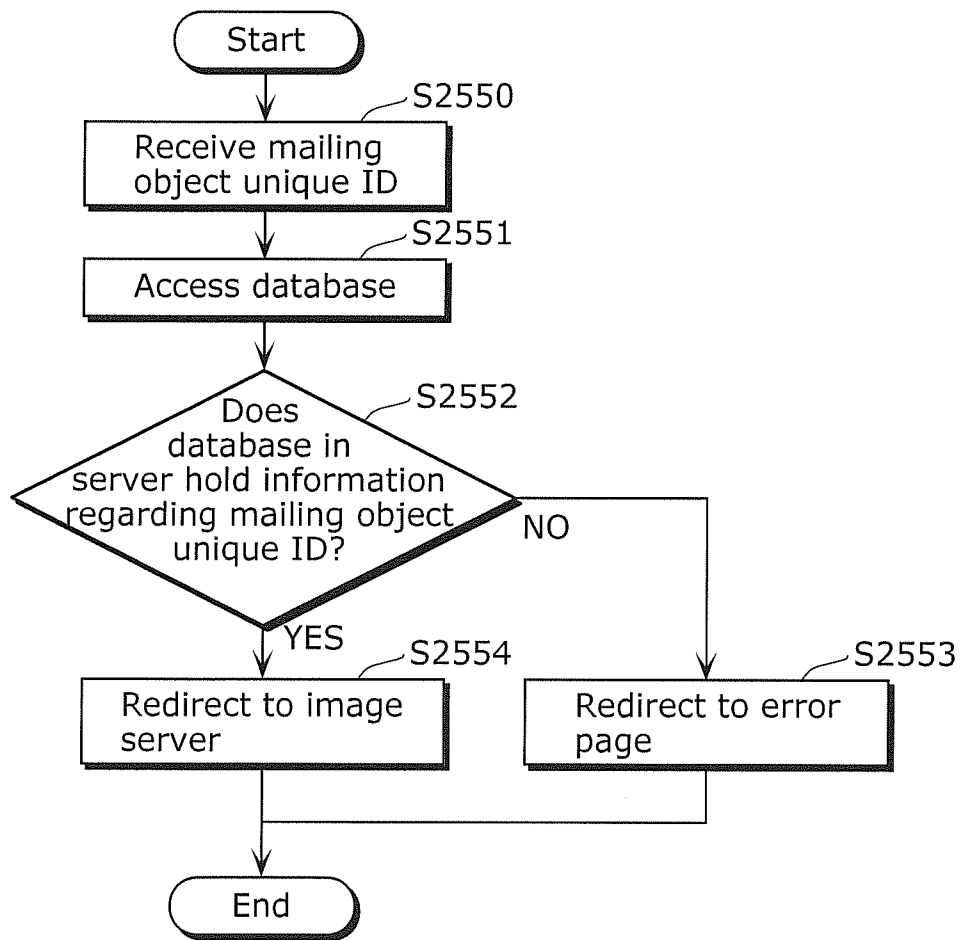 Start
S2550
Receive mailing
object unique ID
S2551
Access database
S2552
Does
database in
server hold information
regarding mailing object
unique ID?
NO
YES
S2554
Redirect to image
server
S2553
Redirect to error
page
End